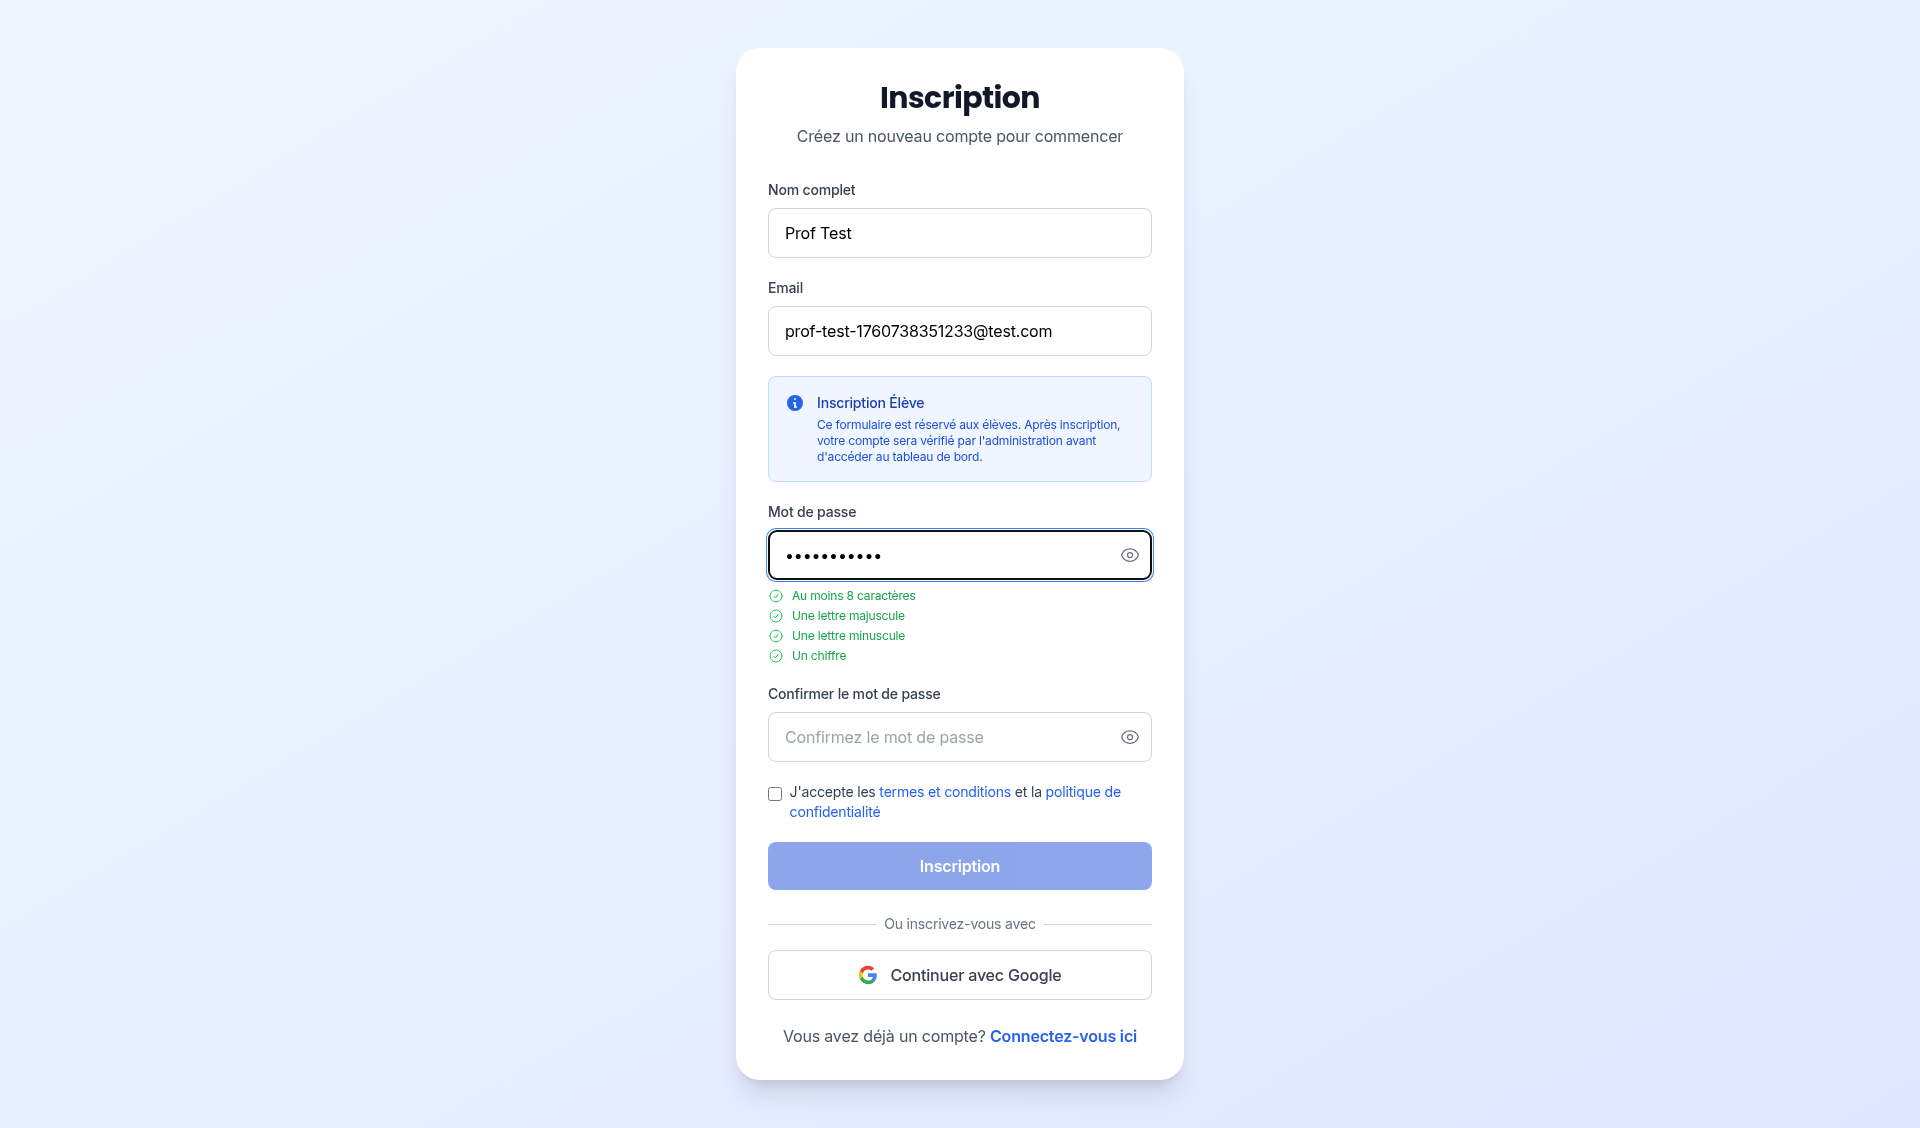 Inscription
Créez un nouveau compte pour commencer
Nom complet
Prof Test
Email
prof-test-1760738351233@test.com
Inscription Élève
Ce formulaire est réservé aux élèves. Après inscription,
votre compte sera vérifié par l'administration avant
d'accéder au tableau de bord.
Mot de passe
•••••••••••
Au moins 8 caractères
Une lettre majuscule
Une lettre minuscule
Un chiffre
Confirmer le mot de passe
Confirmez le mot de passe
J'accepte les termes et conditions et la politique de
confidentialité
Inscription
Ou inscrivez-vous avec
Continuer avec Google
Vous avez déjà un compte? Connectez-vous ici